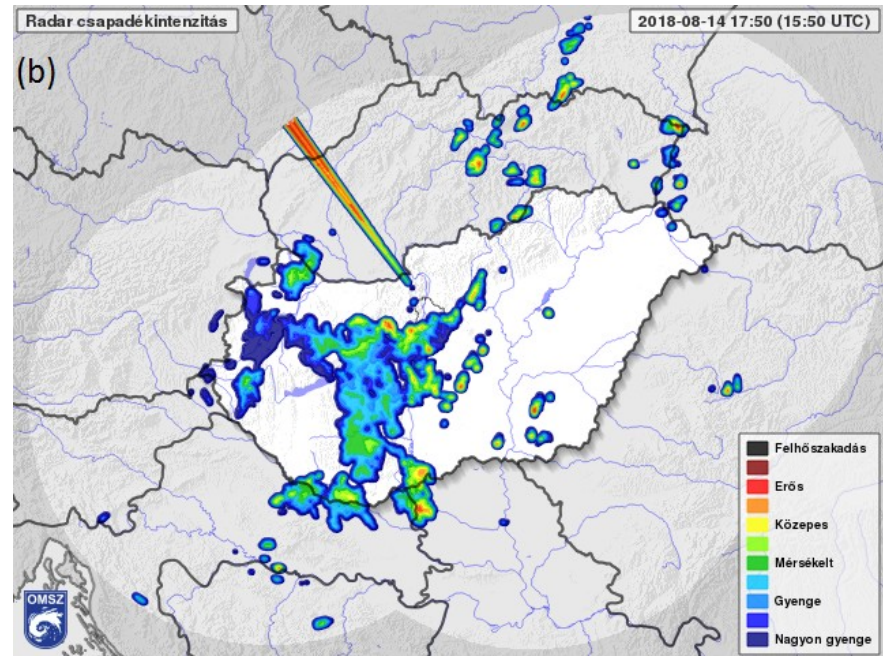 Radar csapadékintenzitás
2018-08-14 17:50 (15:50 UTC)
(b)
Felhőszakadás
Erős
Közepes
Mérsékelt
Gyenge
Nagyon gyenge
OMSZ